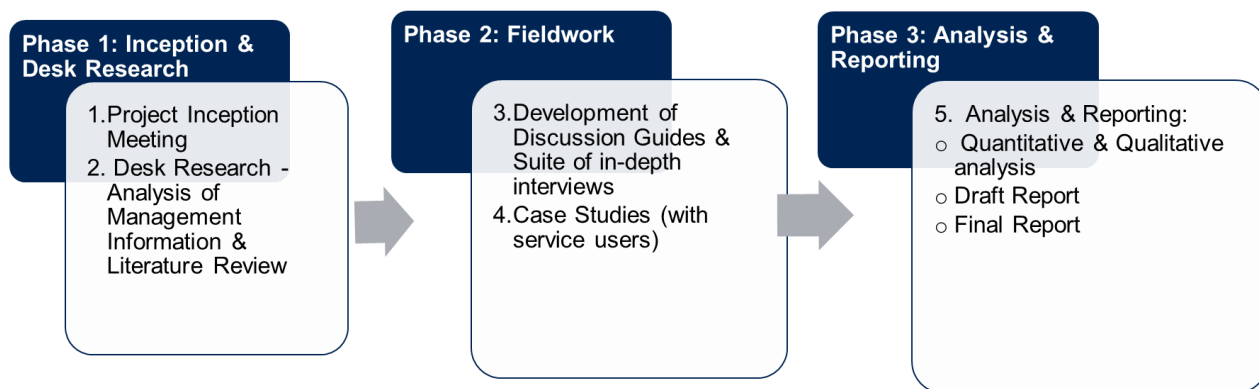 Phase 1: Inception &
Desk Research
1.Project Inception
Meeting
2. Desk Research -
Analysis of
Management
Information &
Literature Review
Phase 2: Fieldwork
3.Development of
Discussion Guides &
Suite of in-depth
interviews
4.Case Studies (with
service users)
Phase 3: Analysis &
Reporting
5. Analysis & Reporting:
o Quantitative & Qualitative
analysis
o Draft Report
o Final Report